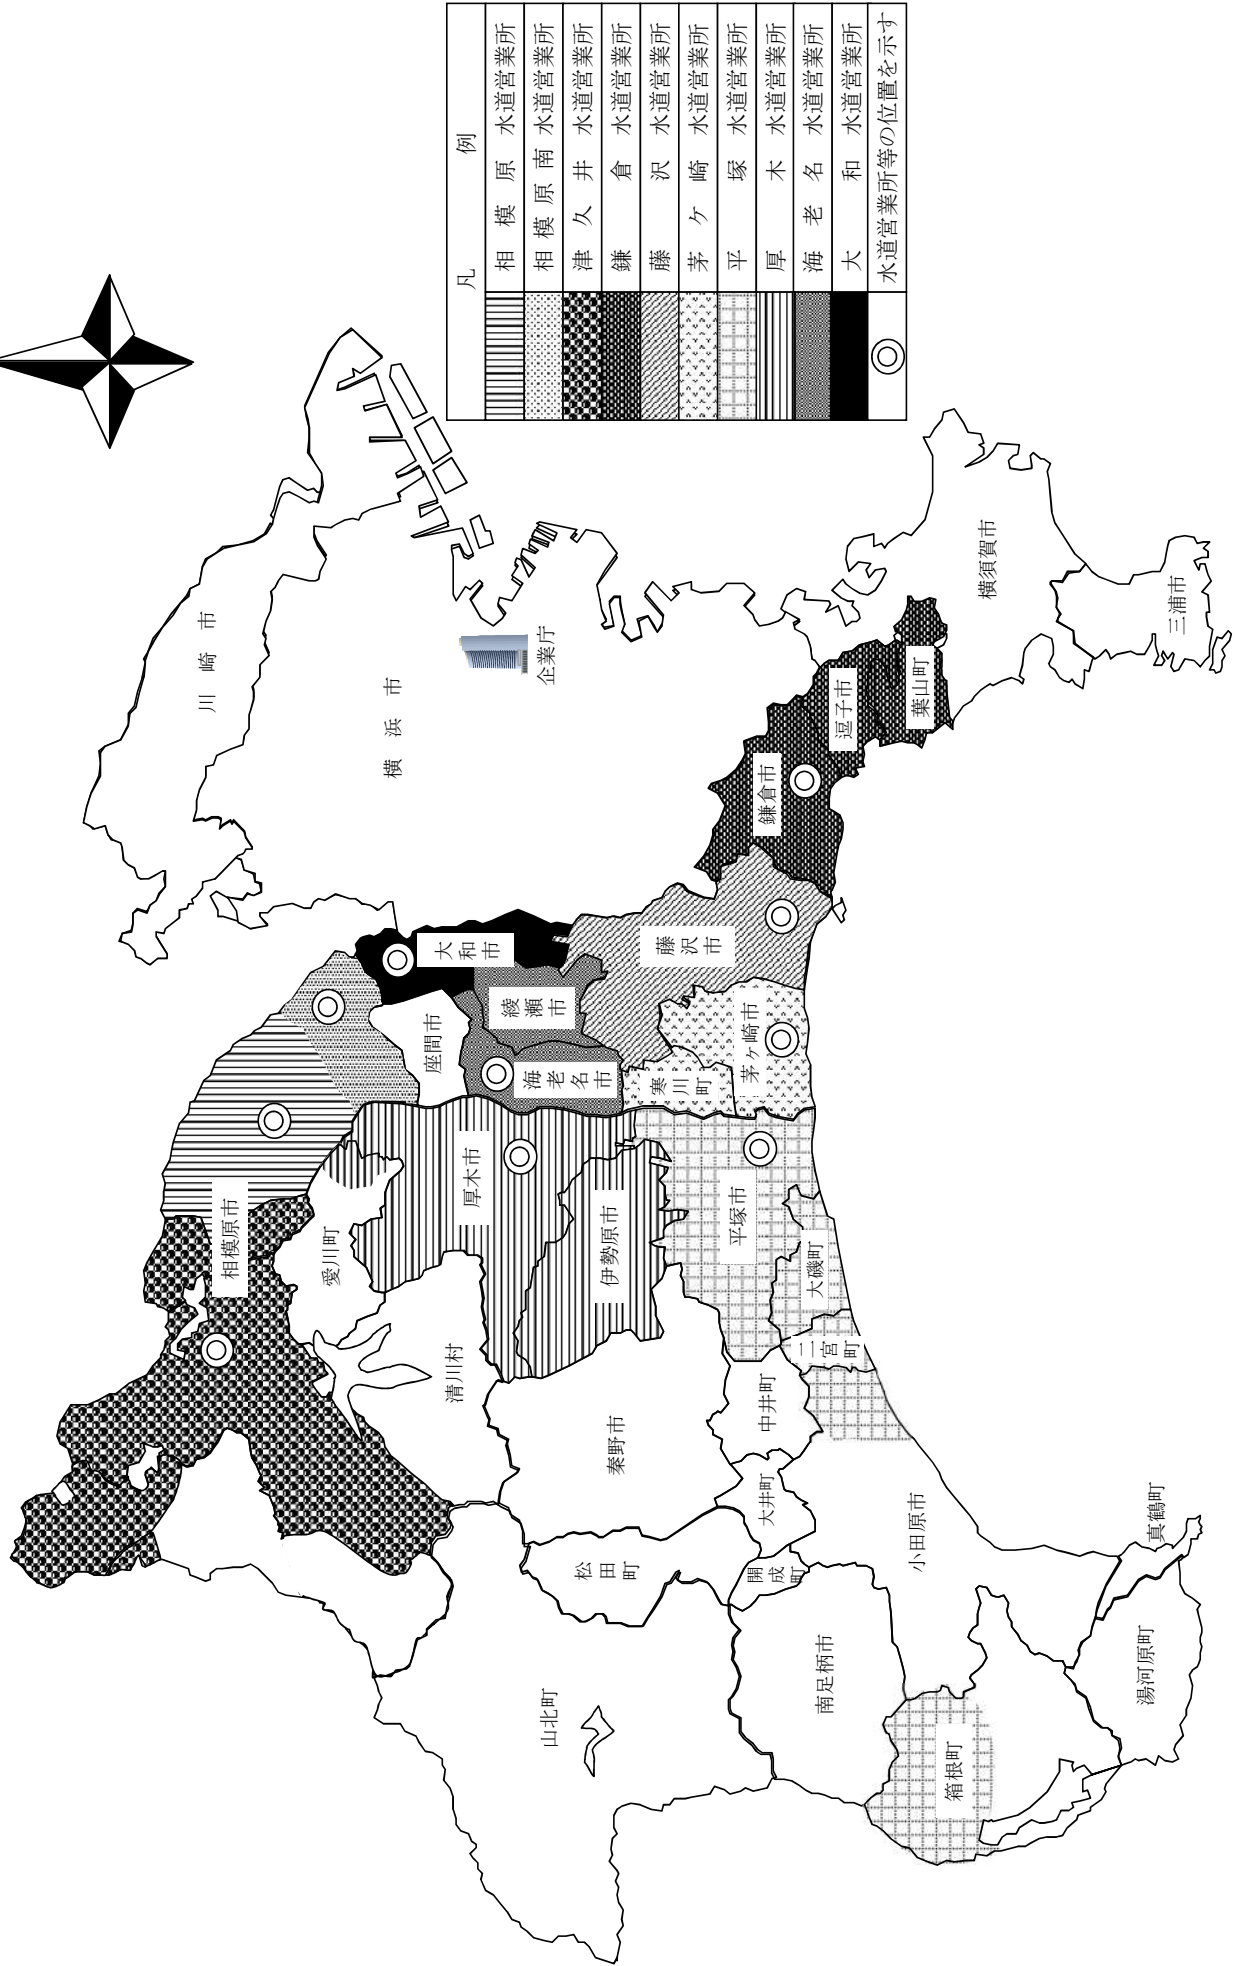 凡例
相模原 水道営業所
相模原南 水道営業所
津久井 水道営業所
鎌倉 水道営業所
藤沢 水道営業所
茅ケ崎 水道営業所
平塚 水道営業所
厚木 水道営業所
海老名 水道営業所
大和 水道営業所
水道営業所等の位置を示す
川崎市
横浜市
企業庁
横須賀市
三浦市
葉山町
逗子市
鎌倉市
藤沢市
大和市
綾瀬市
座間市
海老名市
寒川町
茅ヶ崎市
相模原市
愛川町
厚木市
伊勢原市
平塚市
大磯町
二宮町
清川村
秦野市
中井町
大井町
松田町
開成町
小田原市
山北町
南足柄市
箱根町
真鶴町
湯河原町